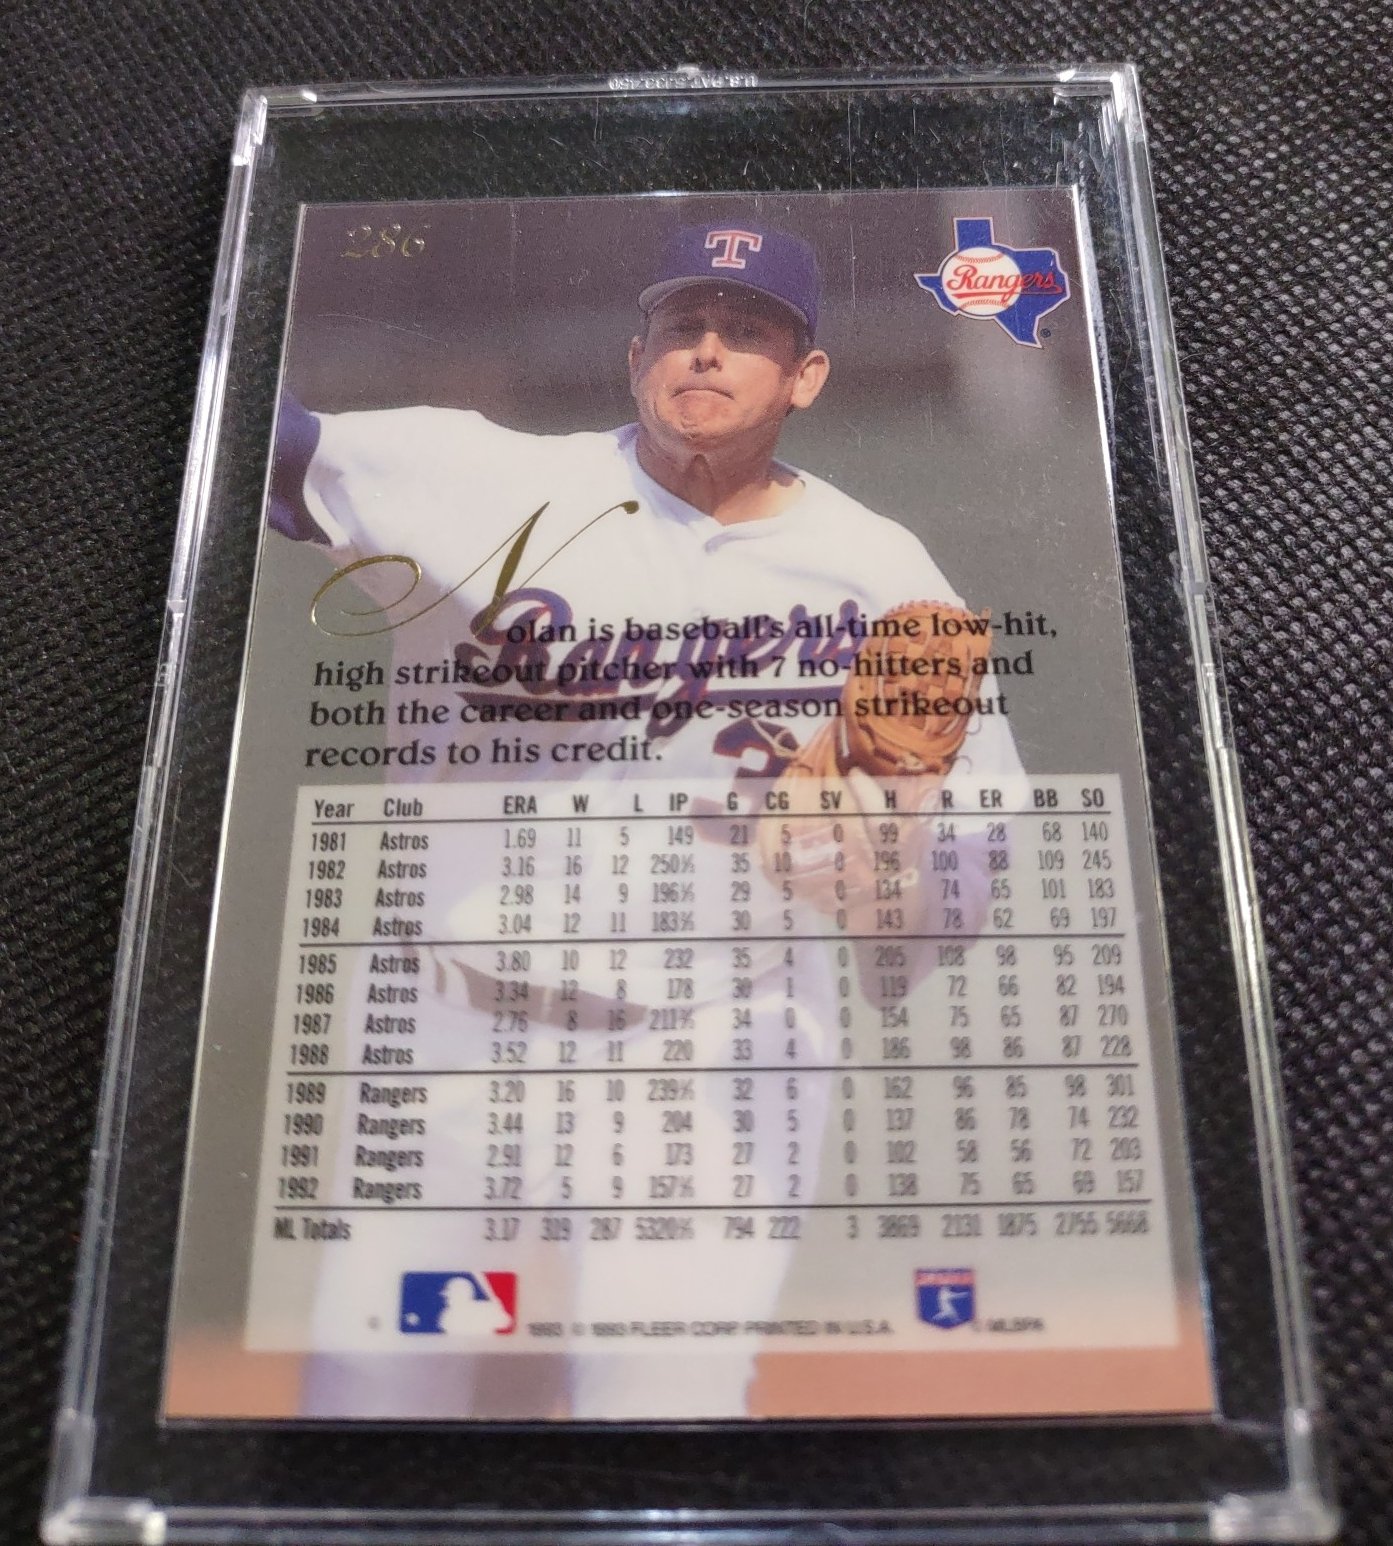 U.S. PAT 5,133,450
286
T
Rangers
Rangers
3
Nolan is baseball's all-time low-hit,
high strikeout pitcher with 7 no-hitters and
both the career and one-season strikeout
records to his credit.
Year Club ERA W L IP G CG SV H R ER BB SO
1981 Astros 1.69 11 5 149 21 5 0 99 34 28 68 140
1982 Astros 3.16 16 12 250⅓ 35 10 0 196 100 88 109 245
1983 Astros 2.98 14 9 196⅓ 29 5 0 134 74 65 101 183
1984 Astros 3.04 12 11 183⅔ 30 5 0 143 78 62 69 197
1985 Astros 3.80 10 12 232 35 4 0 205 108 98 95 209
1986 Astros 3.34 12 8 178 30 1 0 119 72 66 82 194
1987 Astros 2.76 8 16 211⅔ 34 0 0 154 75 65 87 270
1988 Astros 3.52 12 11 220 33 4 0 186 98 86 87 228
1989 Rangers 3.20 16 10 239⅓ 32 6 0 162 96 85 98 301
1990 Rangers 3.44 13 9 204 30 5 0 137 86 78 74 232
1991 Rangers 2.91 12 6 173 27 2 0 102 58 56 72 203
1992 Rangers 3.72 5 9 157⅓ 27 2 0 138 75 65 69 157
ML Totals 3.17 319 287 5320⅓ 794 222 3 3869 2131 1875 2755 5668
1993 © 1993 FLEER CORP. PRINTED IN U.S.A. © MLBPA